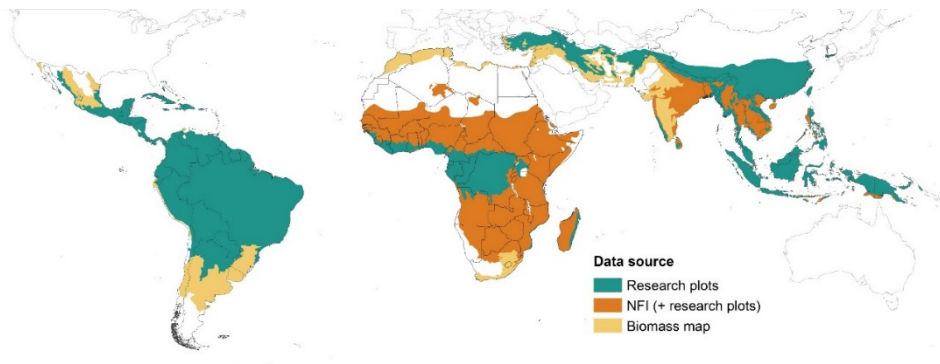 Data source
Research plots
NFI (+ research plots)
Biomass map